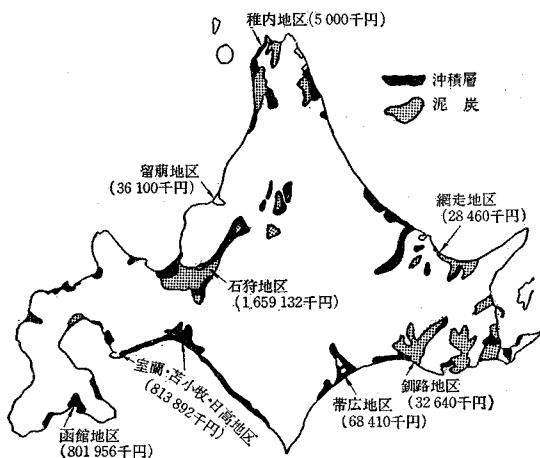 稚内地区(5 000千円)
沖積層
泥炭
留萠地区
(36 100千円)
網走地区
(28 460千円)
石狩地区
(1,659 132千円)
室蘭・苫小牧・日高地区
(813 892千円)
釧路地区
(32 640千円)
帯広地区
(68 410千円)
函館地区
(801 956千円)